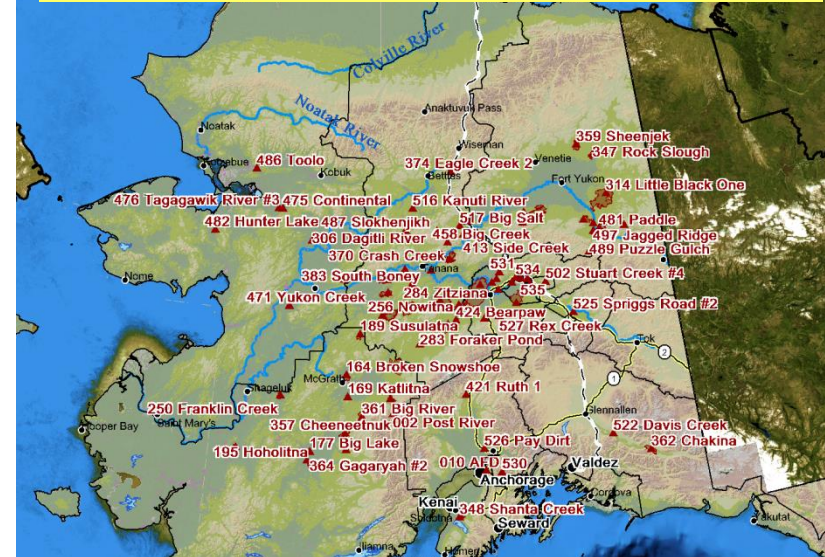 Colville River
Noatak River
Anaktuvuk Pass
Noatak
Wiseman
359 Sheenjek
Venetie
347 Rock Slough
486 Toolo
Kobuk
374 Eagle Creek 2
Bettles
Fort Yukon
314 Little Black One
476 Tagagawik River #3
475 Continental
516 Kanuti River
517 Big Salt
481 Paddle
482 Hunter Lake
487 Slokhenjikh
458 Big Creek
497 Jagged Ridge
306 Dagitli River
413 Side Creek
489 Puzzle Gulch
370 Crash Creek
531
534
502 Stuart Creek #4
Nome
383 South Boney
284 Zitziana
535
471 Yukon Creek
256 Nowitna
424 Bearpaw
525 Spriggs Road #2
189 Susulatna
527 Rex Creek
283 Foraker Pond
Tok
2
164 Broken Snowshoe
McGrath
1
Shageluk
169 Katlitna
421 Ruth 1
250 Franklin Creek
361 Big River
Glennallen
Hooper Bay
Saint Mary's
357 Cheeneetnuk
002 Post River
522 Davis Creek
195 Hoholitna
177 Big Lake
526 Pay Dirt
362 Chakina
364 Gagaryah #2
010 AFD
530
Valdez
Anchorage
Kenai
Cordova
Soldotna
348 Shanta Creek
Seward
Yakutat
Iliamna
Homer